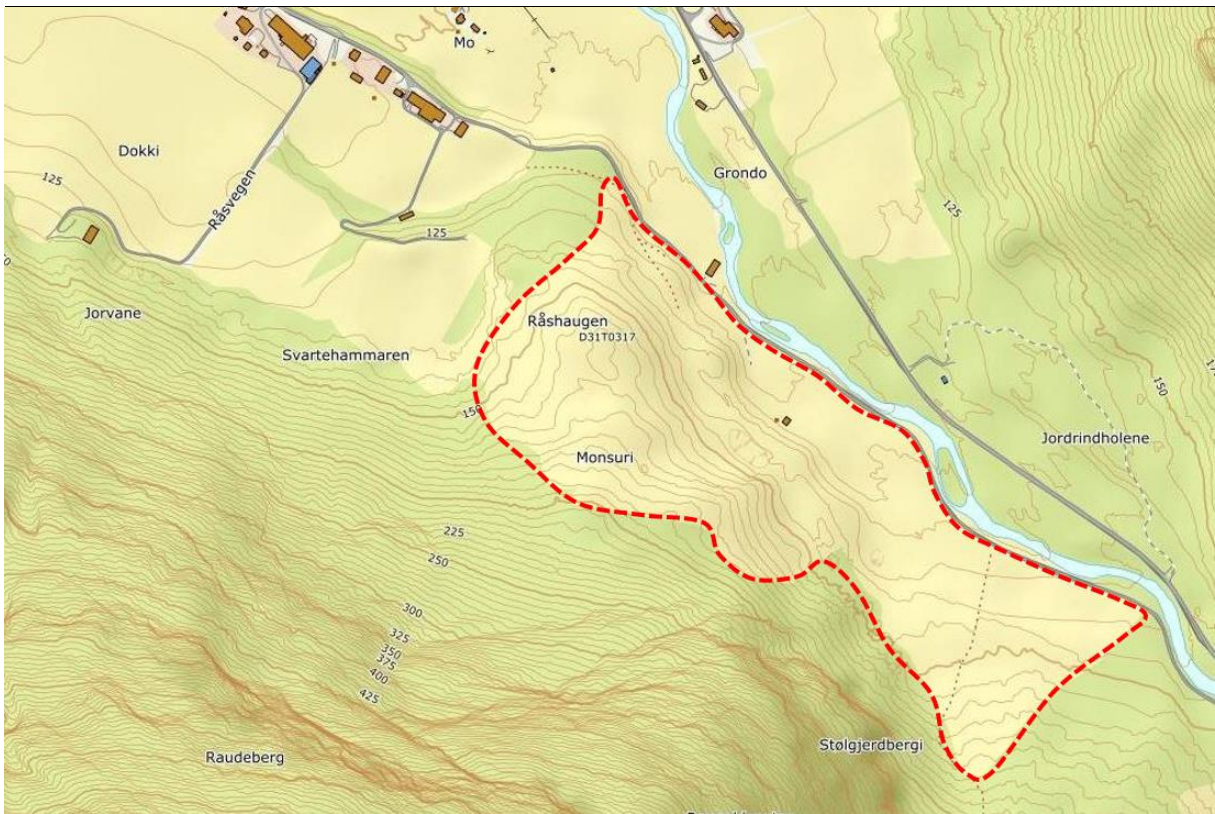 Mo
Dokki
Grondo
125
Råsvegen
125
125
Jorvane
Råshaugen
D31T0317
Svartehammaren
150
150
Jordrindholene
Monsuri
225
250
300
325
350
375
400
425
Stølgjerdbergi
Raudeberg